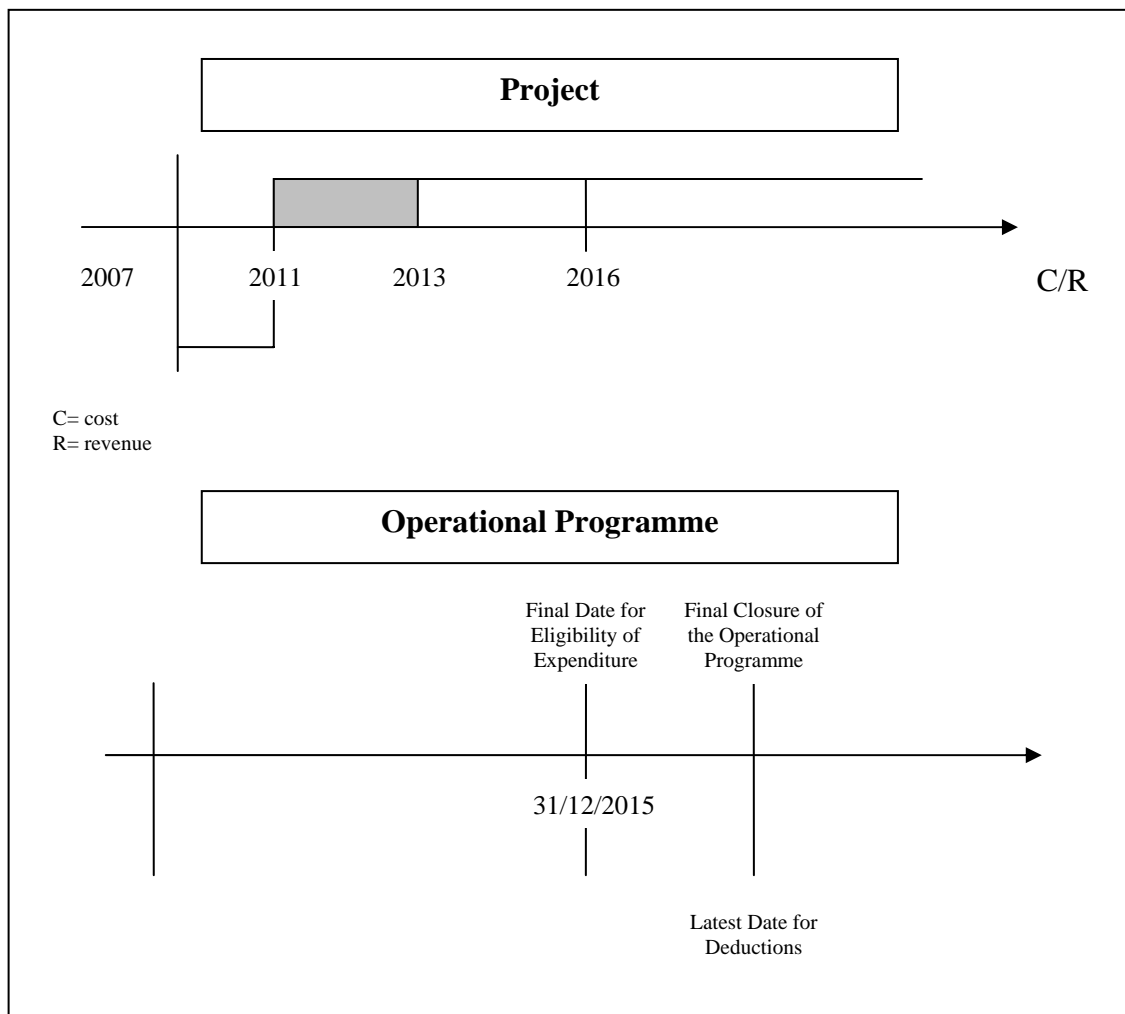 Project
2007 2011 2013 2016 C/R
C= cost
R= revenue
Operational Programme
Final Date for
Eligibility of
Expenditure
Final Closure of
the Operational
Programme
31/12/2015
Latest Date for
Deductions